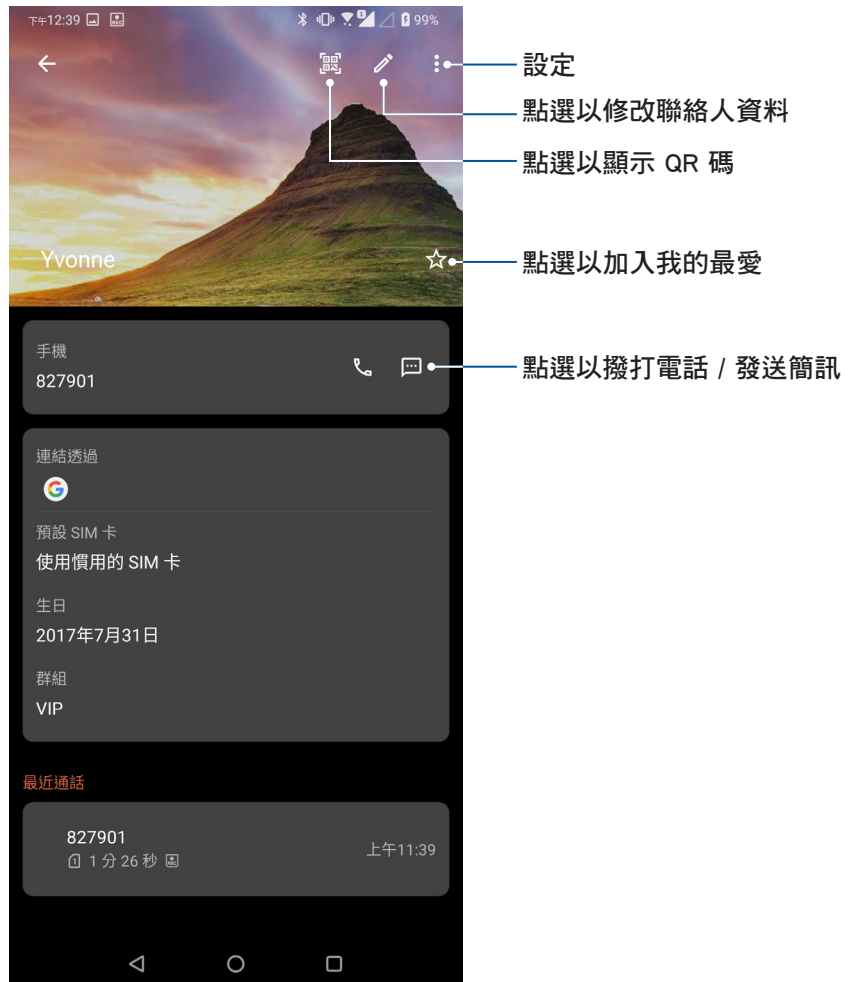 下午12:39
99%
設定
點選以修改聯絡人資料
點選以顯示 QR 碼
Yvonne
點選以加入我的最愛
手機
827901
點選以撥打電話 / 發送簡訊
連結透過
G
預設 SIM 卡
使用慣用的 SIM 卡
生日
2017年7月31日
群組
VIP
最近通話
827901
1 1 分 26 秒 REC
上午11:39